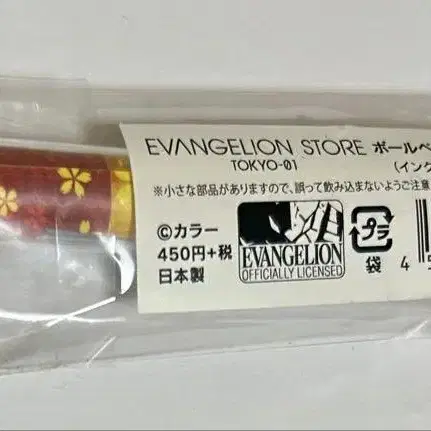 EVANGELION STORE ボールペ
TOKYO-01 (インク
※小さな部品がありますので、誤って飲み込まないようご注意
©カラー
450円+税
日本製
EVANGELION
OFFICIALLY LICENSED
プラ
袋 4